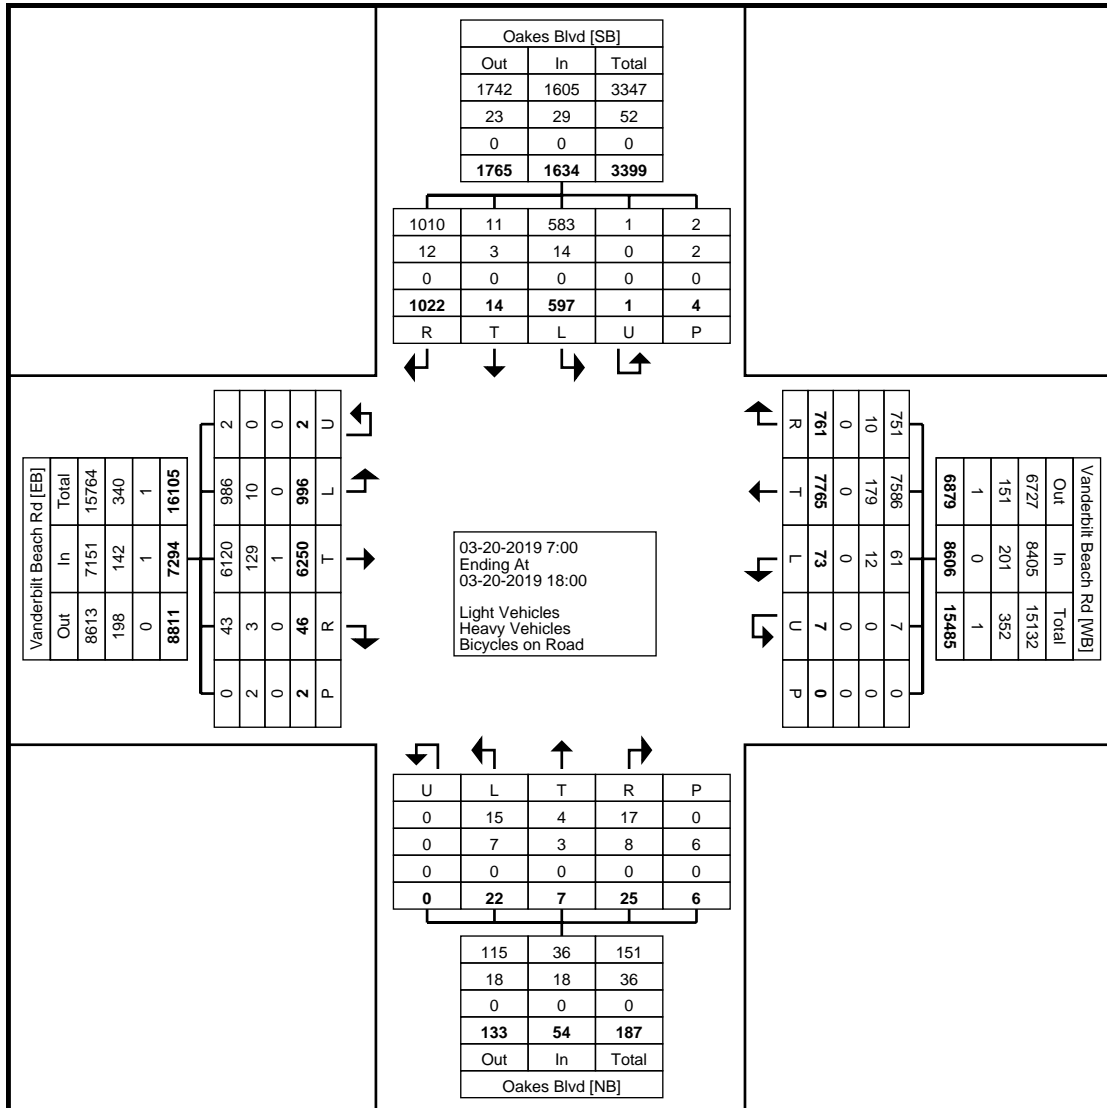 Oakes Blvd [SB]
Out In Total
1742 1605 3347
23 29 52
0 0 0
1765 1634 3399
1010 11 583 1 2
12 3 14 0 2
0 0 0 0 0
1022 14 597 1 4
R T L U P
Vanderbilt Beach Rd [EB]
Total 15764 340 1 16105
In 7151 142 1 7294
Out 8613 198 0 8811
2 0 0 2 U
986 10 0 996 L
6120 129 1 6250 T
43 3 0 46 R
0 2 0 2 P
03-20-2019 7:00
Ending At
03-20-2019 18:00
Light Vehicles
Heavy Vehicles
Bicycles on Road
R 761 0 10 751
T 7765 0 179 7586
L 73 0 12 61
U 7 0 0 7
P 0 0 0 0
Vanderbilt Beach Rd [WB]
6879 1 151 6727 Out
8606 0 201 8405 In
15485 1 352 15132 Total
U L T R P
0 15 4 17 0
0 7 3 8 6
0 0 0 0 0
0 22 7 25 6
115 36 151
18 18 36
0 0 0
133 54 187
Out In Total
Oakes Blvd [NB]